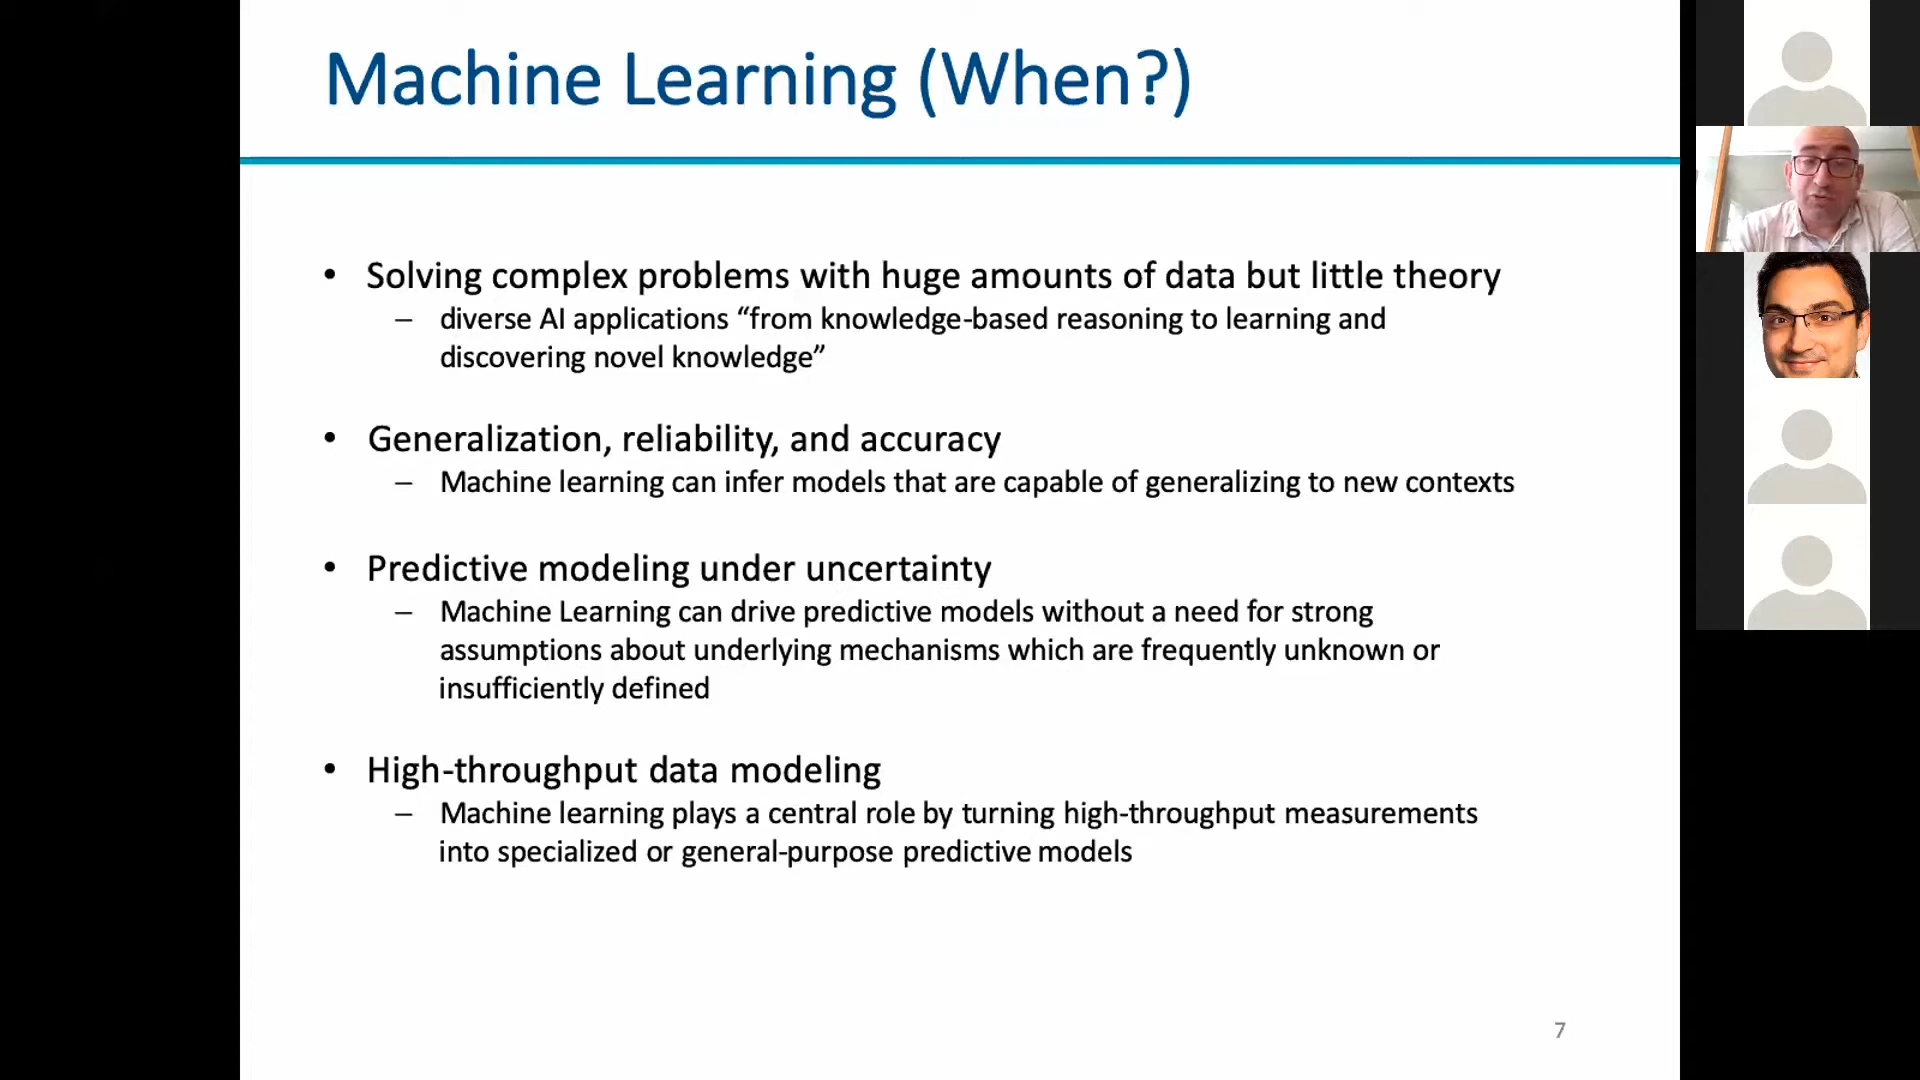 Machine Learning (When?)
• Solving complex problems with huge amounts of data but little theory
– diverse AI applications “from knowledge-based reasoning to learning and
discovering novel knowledge”
• Generalization, reliability, and accuracy
– Machine learning can infer models that are capable of generalizing to new contexts
• Predictive modeling under uncertainty
– Machine Learning can drive predictive models without a need for strong
assumptions about underlying mechanisms which are frequently unknown or
insufficiently defined
• High-throughput data modeling
– Machine learning plays a central role by turning high-throughput measurements
into specialized or general-purpose predictive models
7